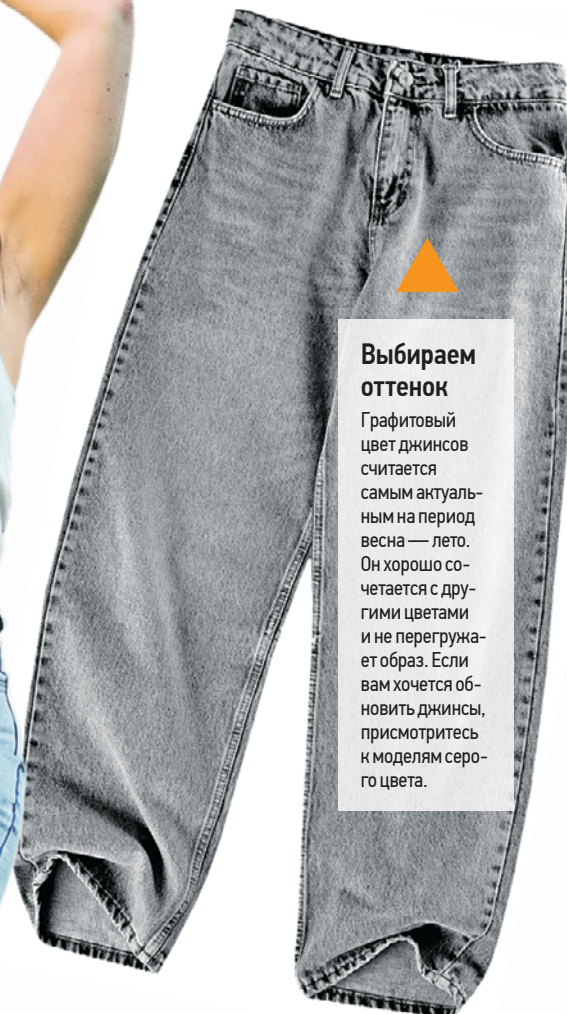 Выбираем
оттенок
Графитовый
цвет джинсов
считается
самым актуаль-
ным на период
весна — лето.
Он хорошо со-
четается с дру-
гими цветами
и не перегружа-
ет образ. Если
вам хочется об-
новить джинсы,
присмотритесь
к моделям серо-
го цвета.